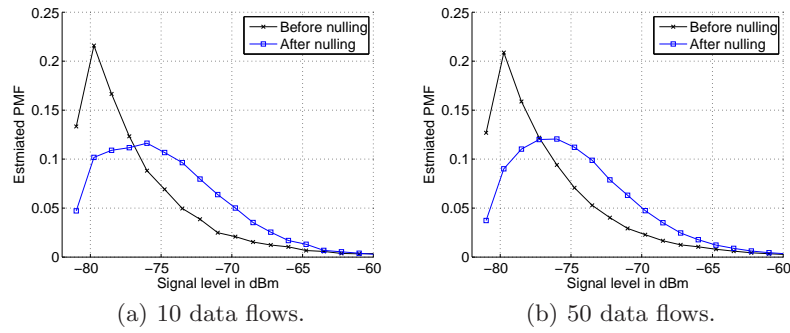 0.25
0.2
0.15
0.1
0.05
0
Estmiated PMF
−80 −75 −70 −65 −60
Signal level in dBm
Before nulling
After nulling
(a) 10 data flows.
0.25
0.2
0.15
0.1
0.05
0
Estmiated PMF
−80 −75 −70 −65 −60
Signal level in dBm
Before nulling
After nulling
(b) 50 data flows.